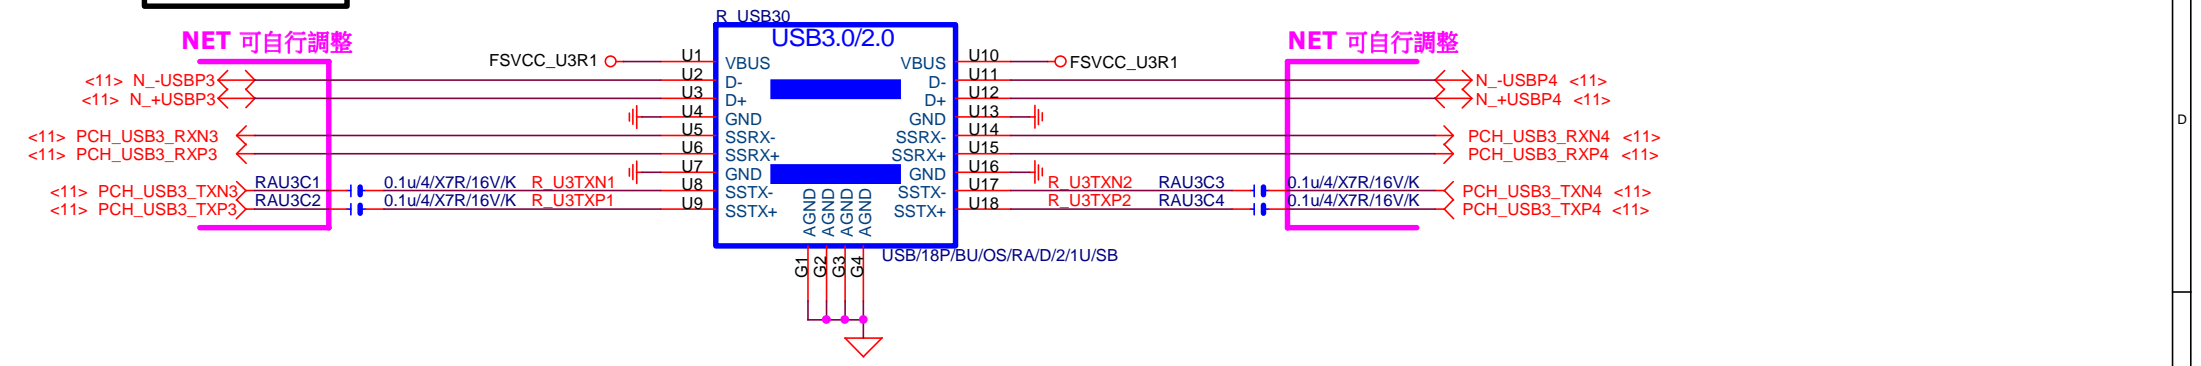 R_USB30
USB3.0/2.0
NET 可自行調整
NET 可自行調整
FSVCC_U3R1 U1 VBUS VBUS U10 FSVCC_U3R1
<11> N_-USBP3 U2 D- D- U11 N_-USBP4 <11>
<11> N_+USBP3 U3 D+ D+ U12 N_+USBP4 <11>
U4 GND GND U13
<11> PCH_USB3_RXN3 U5 SSRX- SSRX- U14 PCH_USB3_RXN4 <11>
<11> PCH_USB3_RXP3 U6 SSRX+ SSRX+ U15 PCH_USB3_RXP4 <11>
U7 GND GND U16
<11> PCH_USB3_TXN3 RAU3C1 0.1u/4/X7R/16V/K R_U3TXN1 U8 SSTX- SSTX- U17 R_U3TXN2 RAU3C3 0.1u/4/X7R/16V/K PCH_USB3_TXN4 <11>
<11> PCH_USB3_TXP3 RAU3C2 0.1u/4/X7R/16V/K R_U3TXP1 U9 SSTX+ SSTX+ U18 R_U3TXP2 RAU3C4 0.1u/4/X7R/16V/K PCH_USB3_TXP4 <11>
AGND AGND AGND AGND
G1 G2 G3 G4
USB/18P/BU/OS/RA/D/2/1U/SB
D